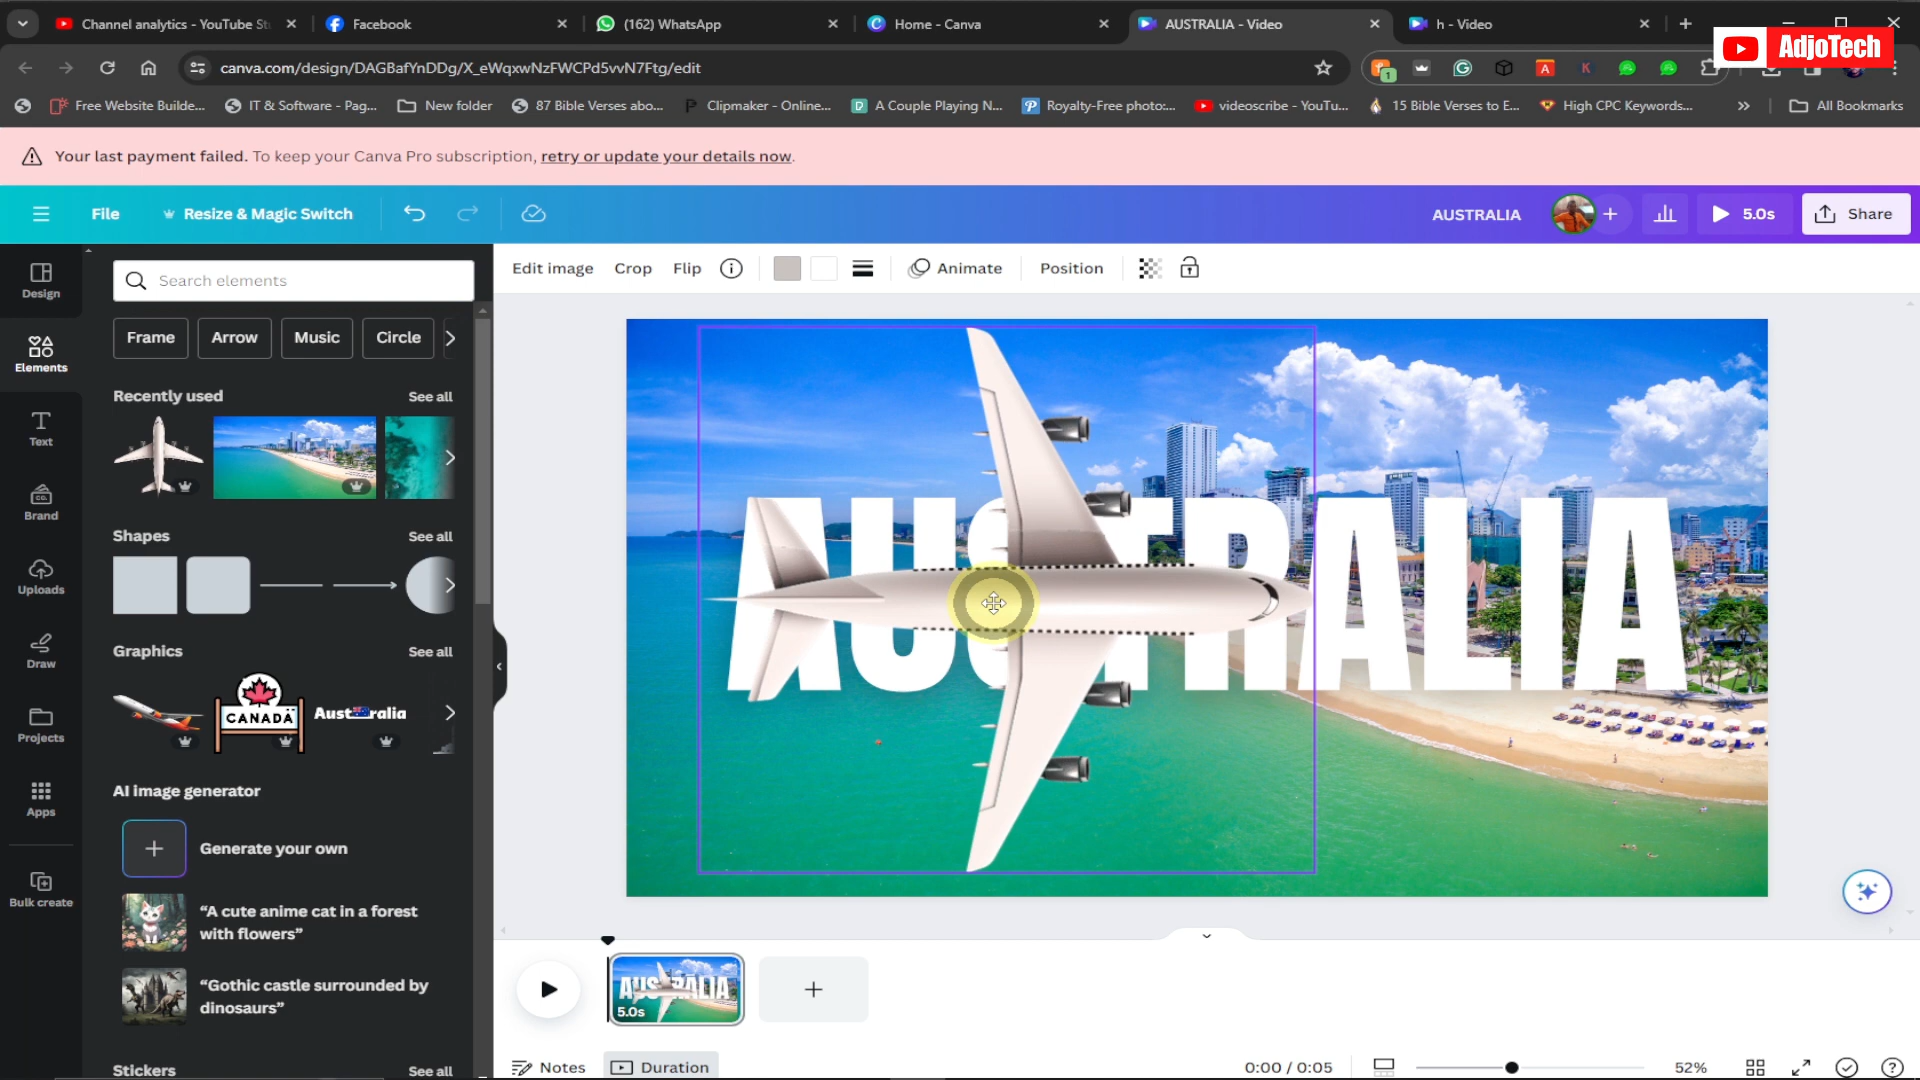 Channel analytics - YouTube St
Facebook
(162) WhatsApp
Home - Canva
AUSTRALIA - Video
h - Video
AdjoTech
canva.com/design/DAGBafYnDDg/X_eWqxwNzFWCPd5vvN7Ftg/edit
Free Website Builde...
IT & Software - Pag...
New folder
87 Bible Verses abo...
Clipmaker - Online...
A Couple Playing N...
Royalty-Free photo:...
videoscribe - YouTu...
15 Bible Verses to E...
High CPC Keywords...
All Bookmarks
Your last payment failed. To keep your Canva Pro subscription, retry or update your details now.
File
Resize & Magic Switch
AUSTRALIA
5.0s
Share
Design
Elements
Text
Brand
Uploads
Draw
Projects
Apps
Bulk create
Search elements
Frame
Arrow
Music
Circle
Recently used
See all
Shapes
See all
Graphics
See all
CANADA
Australia
AI image generator
Generate your own
“A cute anime cat in a forest
with flowers”
“Gothic castle surrounded by
dinosaurs”
Stickers
See all
Edit image
Crop
Flip
Animate
Position
AUSTRALIA
AUSTRALIA
5.0s
Notes
Duration
0:00 / 0:05
52%